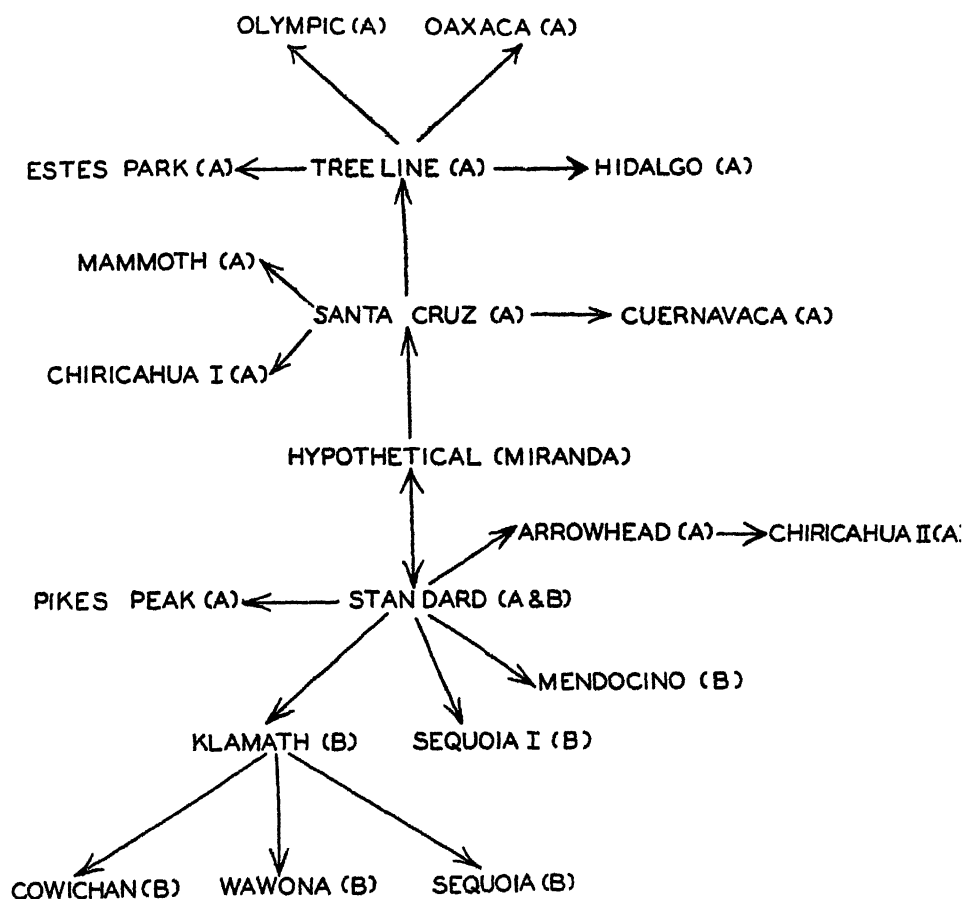 OLYMPIC (A) OAXACA (A)
ESTES PARK (A) TREE LINE (A) HIDALGO (A)
MAMMOTH (A)
SANTA CRUZ (A) CUERNAVACA (A)
CHIRICAHUA I (A)
HYPOTHETICAL (MIRANDA)
ARROWHEAD (A) CHIRICAHUA II (A)
PIKES PEAK (A) STANDARD (A & B)
MENDOCINO (B)
KLAMATH (B) SEQUOIA I (B)
COWICHAN (B) WAWONA (B) SEQUOIA (B)